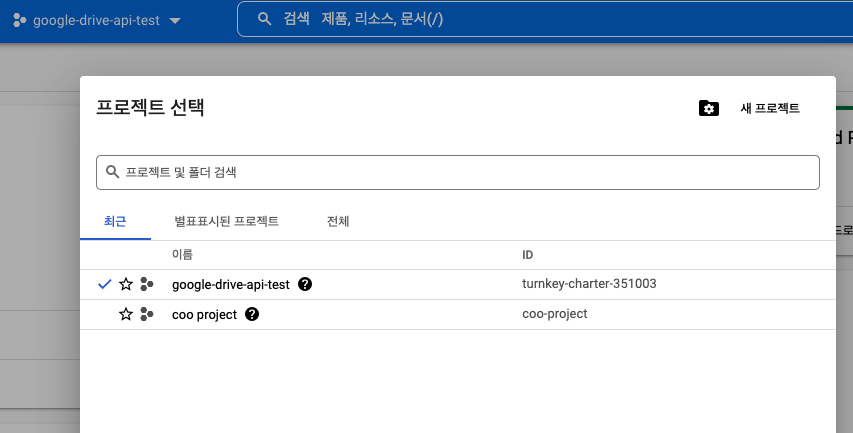 google-drive-api-test
검색 제품, 리소스, 문서(/)
프로젝트 선택
새 프로젝트
프로젝트 및 폴더 검색
최근 별표표시된 프로젝트 전체
이름 ID
google-drive-api-test turnkey-charter-351003
coo project coo-project